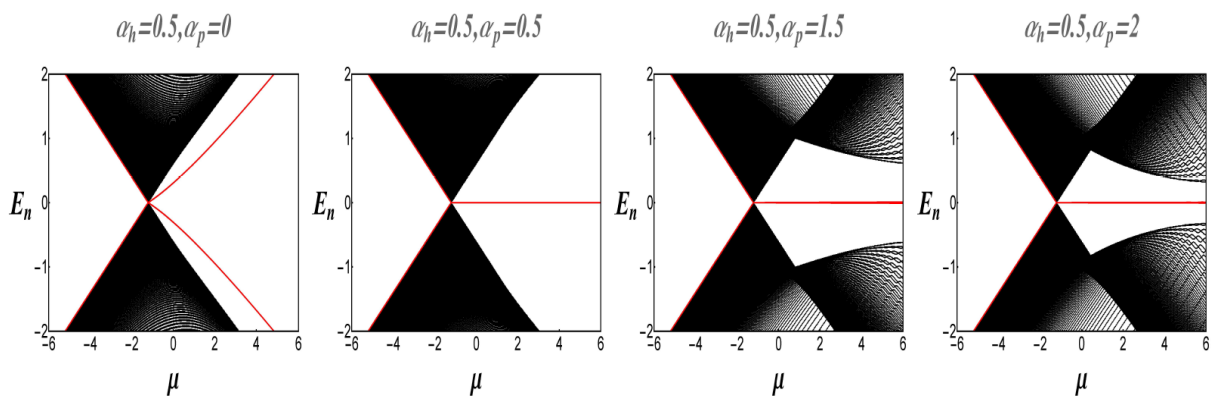 αₕ=0.5,αₚ=0 αₕ=0.5,αₚ=0.5 αₕ=0.5,αₚ=1.5 αₕ=0.5,αₚ=2
2 2 2 2
1 1 1 1
Eₙ 0 Eₙ 0 Eₙ 0 Eₙ 0
−1 −1 −1 −1
−2 −2 −2 −2
−6 −4 −2 0 2 4 6 −6 −4 −2 0 2 4 6 −6 −4 −2 0 2 4 6 −6 −4 −2 0 2 4 6
μ μ μ μ